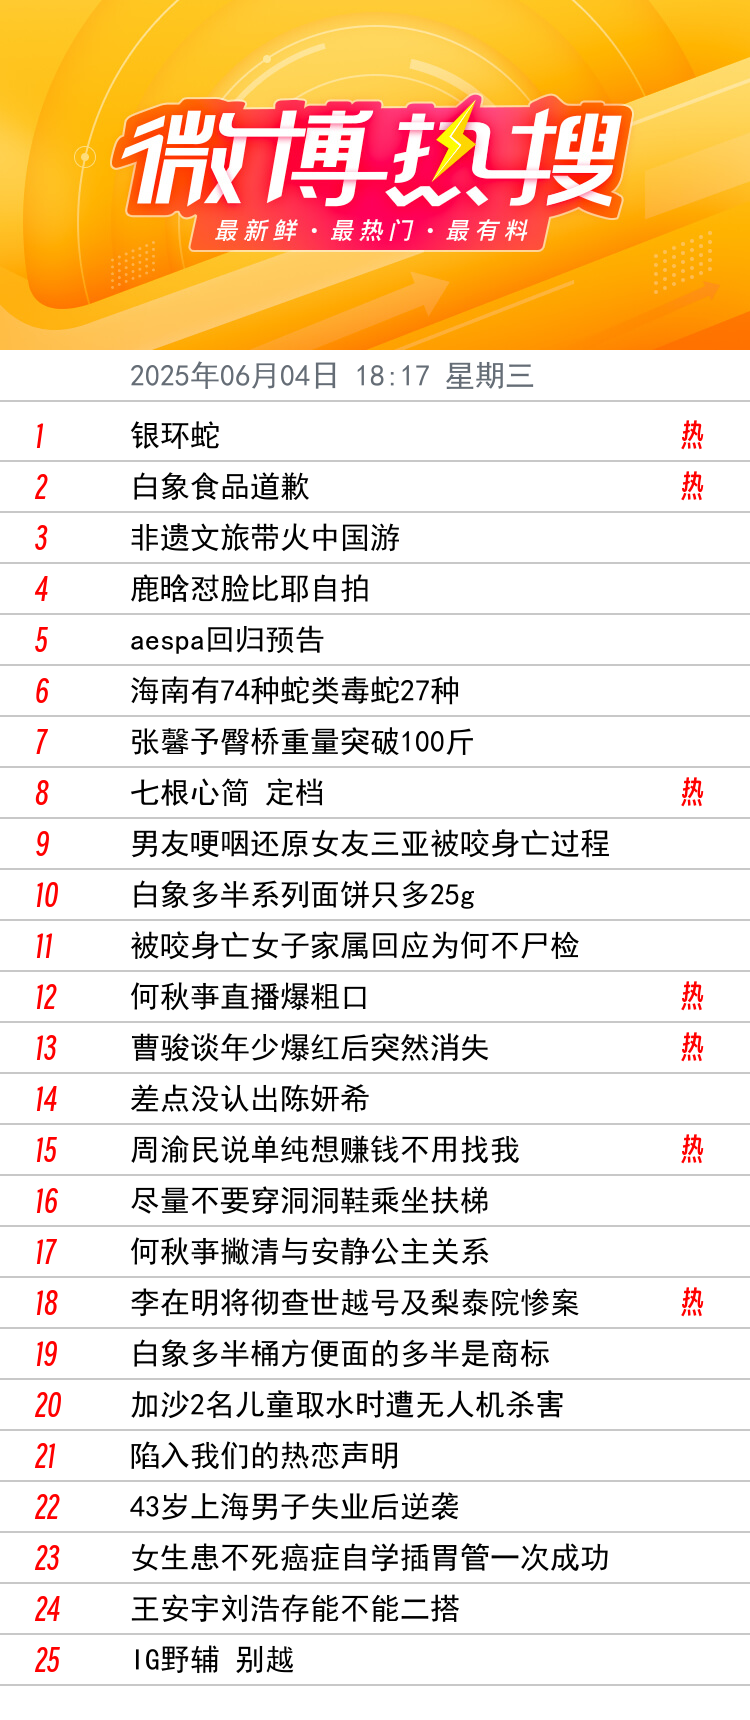 微博热搜
最新鲜·最热门·最有料
2025年06月04日 18:17 星期三
1 银环蛇 热
2 白象食品道歉 热
3 非遗文旅带火中国游
4 鹿晗怼脸比耶自拍
5 aespa回归预告
6 海南有74种蛇类毒蛇27种
7 张馨予臀桥重量突破100斤
8 七根心简 定档 热
9 男友哽咽还原女友三亚被咬身亡过程
10 白象多半系列面饼只多25g
11 被咬身亡女子家属回应为何不尸检
12 何秋亊直播爆粗口 热
13 曹骏谈年少爆红后突然消失 热
14 差点没认出陈妍希
15 周渝民说单纯想赚钱不用找我 热
16 尽量不要穿洞洞鞋乘坐扶梯
17 何秋亊撇清与安静公主关系
18 李在明将彻查世越号及梨泰院惨案 热
19 白象多半桶方便面的多半是商标
20 加沙2名儿童取水时遭无人机杀害
21 陷入我们的热恋声明
22 43岁上海男子失业后逆袭
23 女生患不死癌症自学插胃管一次成功
24 王安宇刘浩存能不能二搭
25 IG野辅 别越